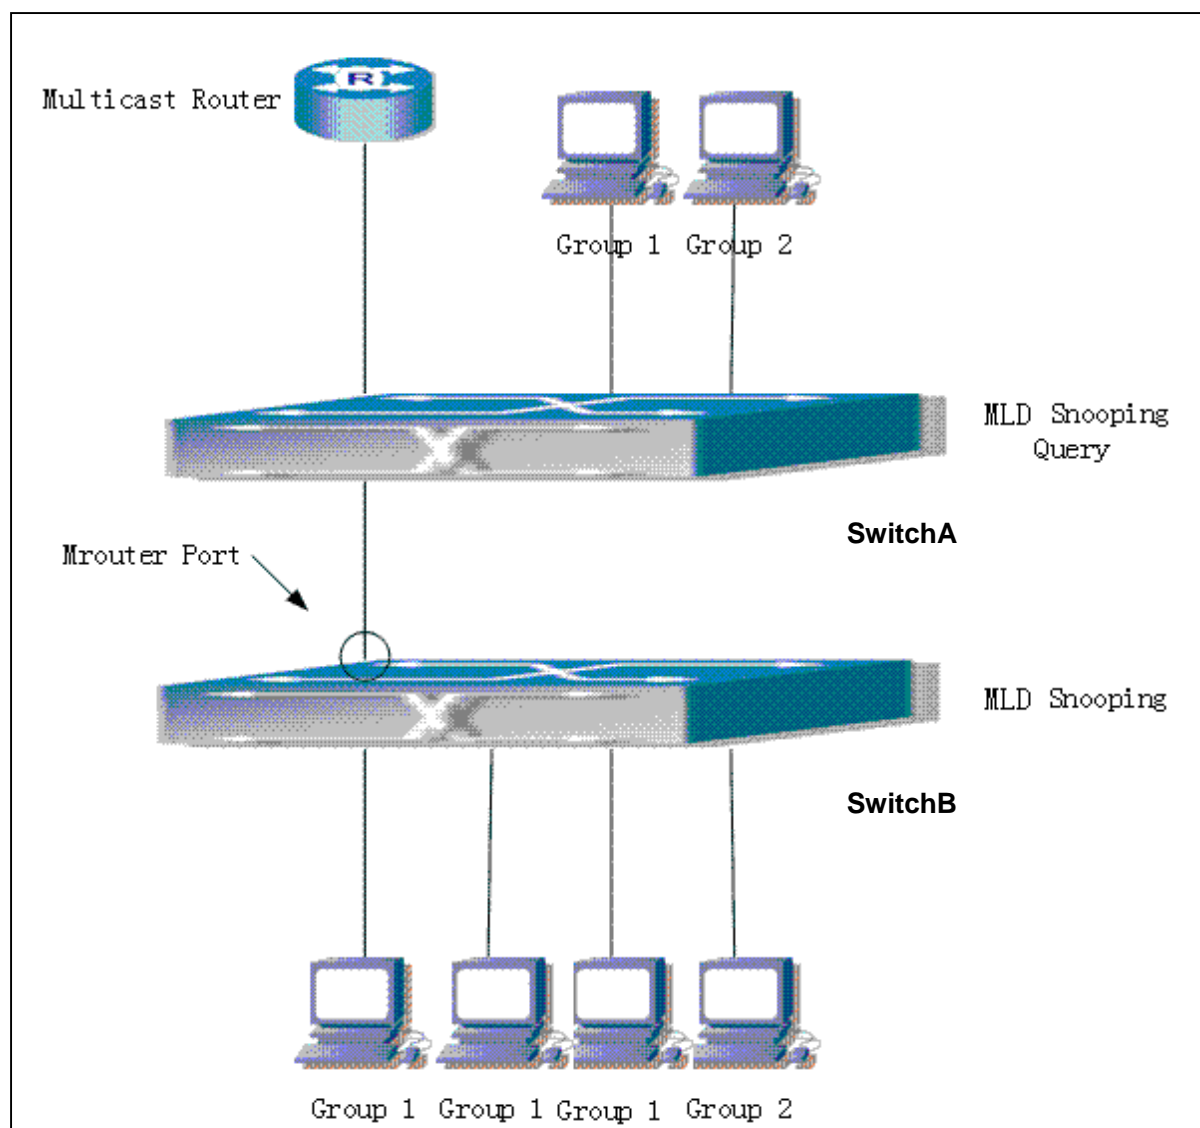 R
Multicast Router
Group 1 Group 2
MLD Snooping
Query
SwitchA
Mrouter Port
MLD Snooping
SwitchB
Group 1 Group 1 Group 1 Group 2